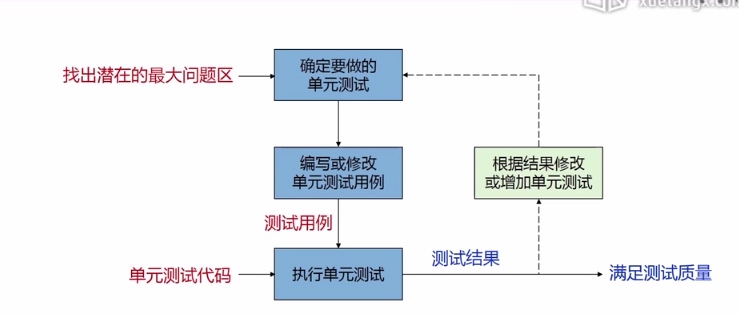 xuetangx.com
找出潜在的最大问题区
确定要做的
单元测试
编写或修改
单元测试用例
根据结果修改
或增加单元测试
测试用例
单元测试代码
执行单元测试
测试结果
满足测试质量